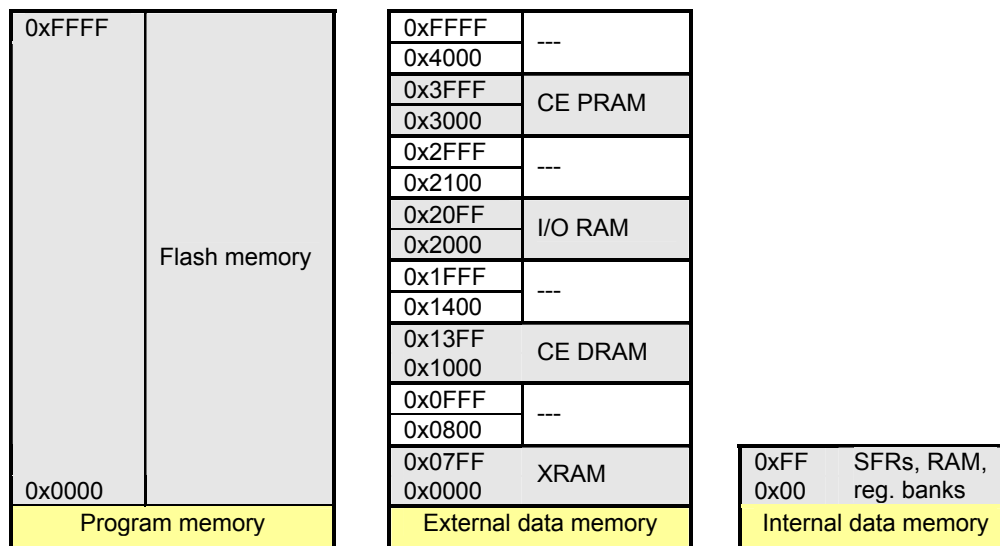 0xFFFF
Flash memory
0x0000
Program memory
0xFFFF
---
0x4000
0x3FFF
CE PRAM
0x3000
0x2FFF
---
0x2100
0x20FF
I/O RAM
0x2000
0x1FFF
---
0x1400
0x13FF
CE DRAM
0x1000
0x0FFF
---
0x0800
0x07FF
XRAM
0x0000
External data memory
0xFF SFRs, RAM,
0x00 reg. banks
Internal data memory